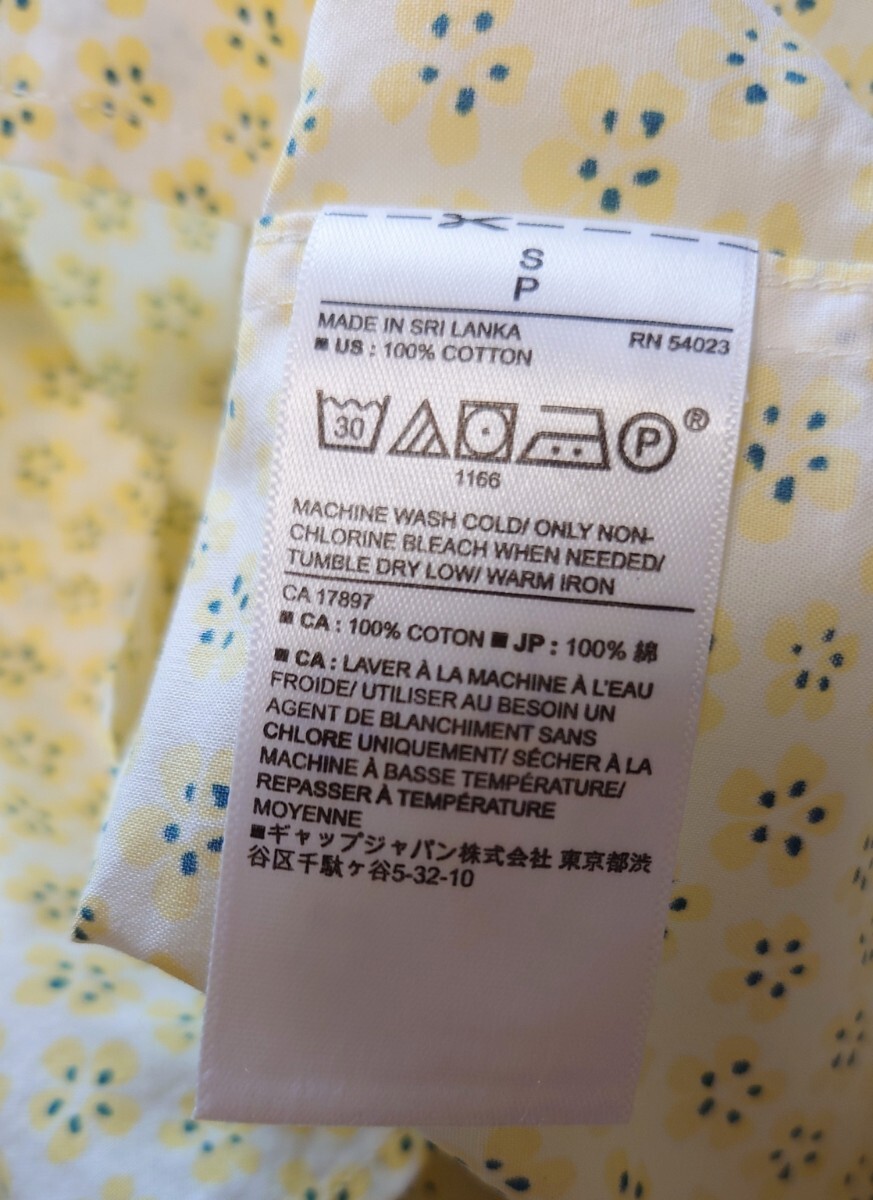 S
P
MADE IN SRI LANKA RN 54023
■ US : 100% COTTON
30 P ®
1166
MACHINE WASH COLD/ ONLY NON-
CHLORINE BLEACH WHEN NEEDED/
TUMBLE DRY LOW/ WARM IRON
CA 17897
■ CA : 100% COTON ■ JP : 100% 綿
■ CA : LAVER À LA MACHINE À L'EAU
FROIDE/ UTILISER AU BESOIN UN
AGENT DE BLANCHIMENT SANS
CHLORE UNIQUEMENT/ SÉCHER À LA
MACHINE À BASSE TEMPÉRATURE/
REPASSER À TEMPÉRATURE
MOYENNE
■ギャップジャパン株式会社 東京都渋
谷区千駄ヶ谷5-32-10